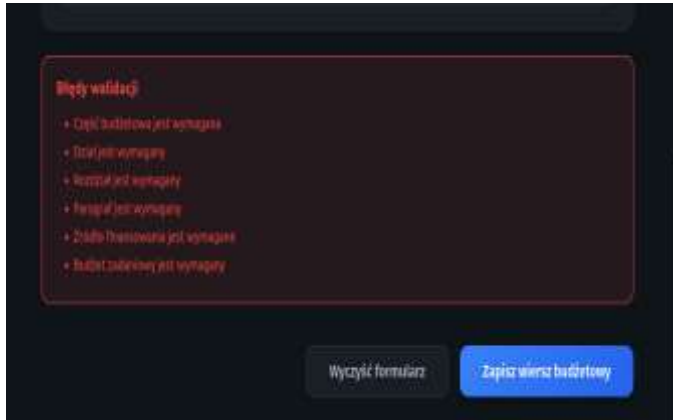 Błędy walidacji
• Część budżetowa jest wymagana
• Dział jest wymagany
• Rozdział jest wymagany
• Paragraf jest wymagany
• Źródło finansowania jest wymagane
• Budżet zadaniowy jest wymagany
Wyczyść formularz
Zapisz wiersz budżetowy